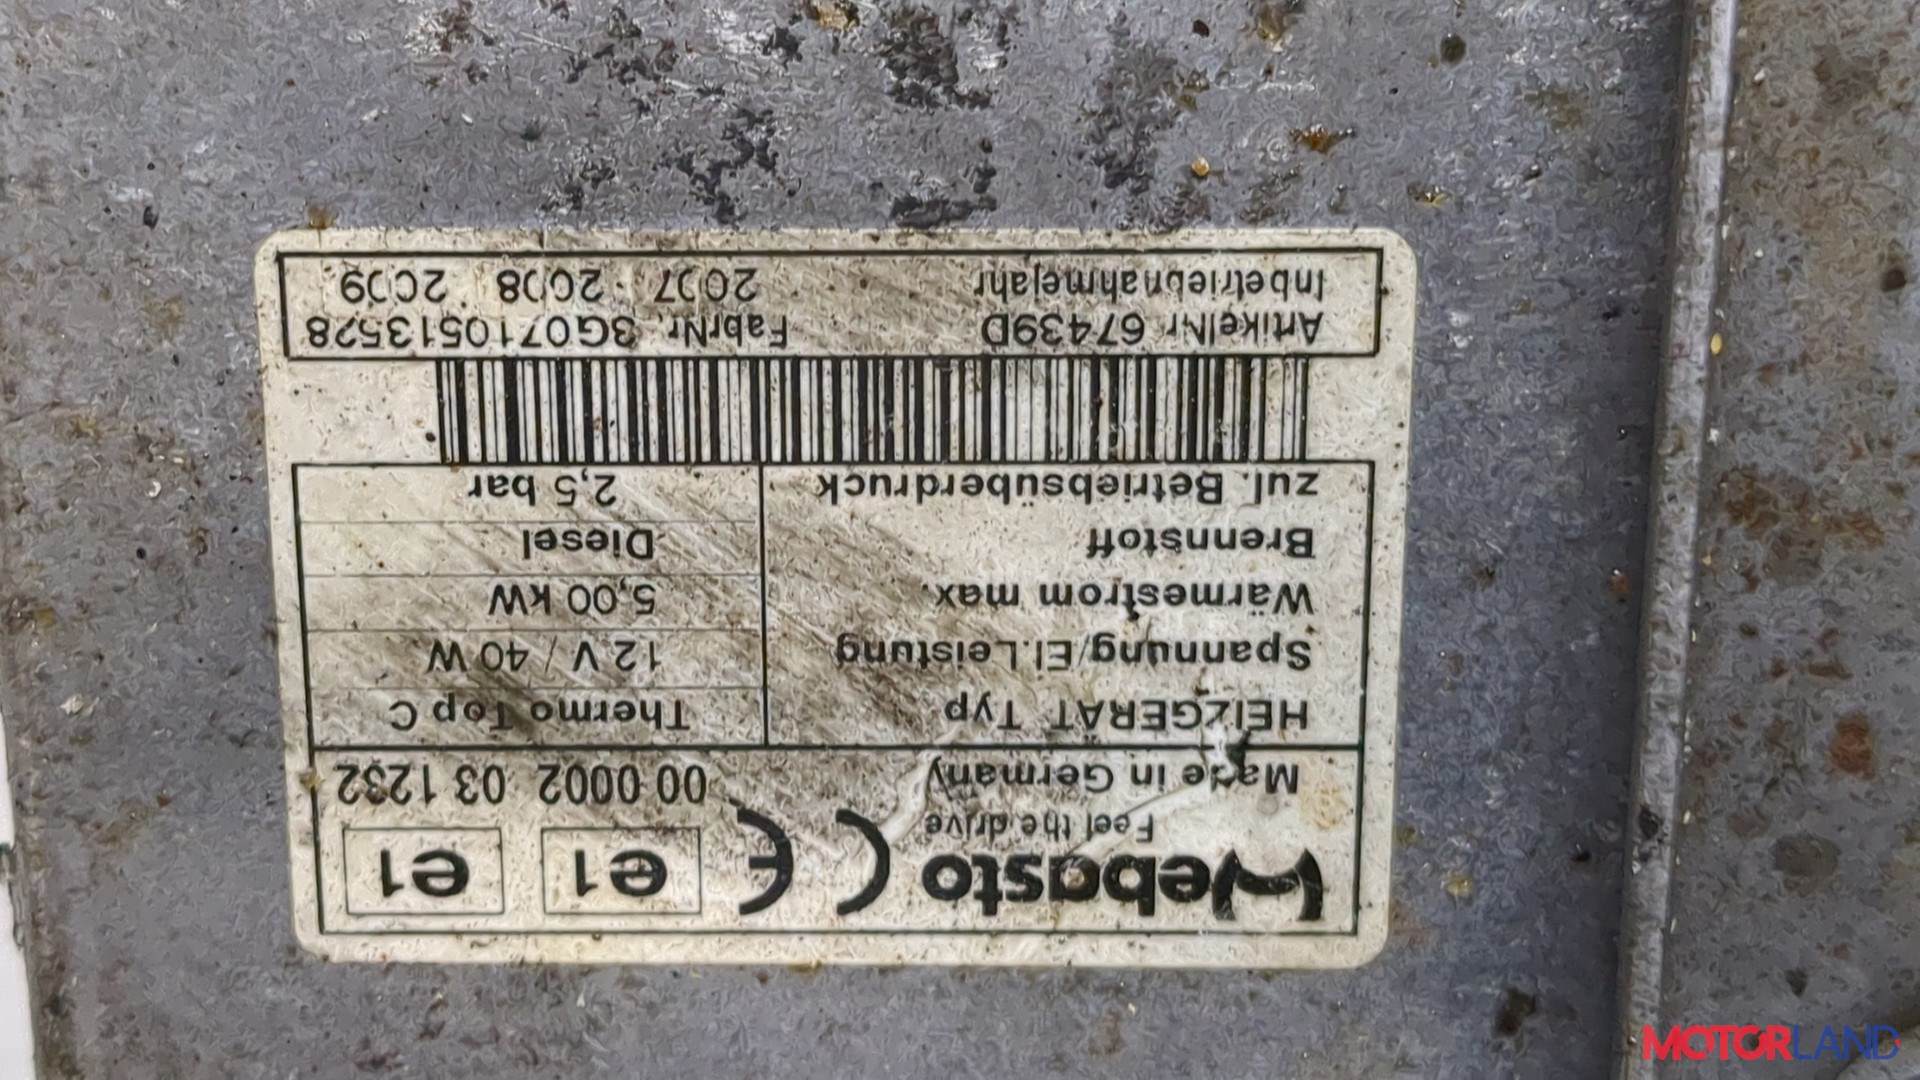 Webasto CE e1 e1
Feel the drive
Made in Germany 00 0002 03 1232
HEIZGERÄT Typ Thermo Top C
Spannung/El.Leistung 12 V / 40 W
Wärmestrom max. 5,00 kW
Brennstoff Diesel
zul. Betriebsüberdruck 2,5 bar
ArtikelNr 67439D FabrNr. 3G0710513528
Inbetriebnahmejahr 2007 2008 2009
MOTORLAND